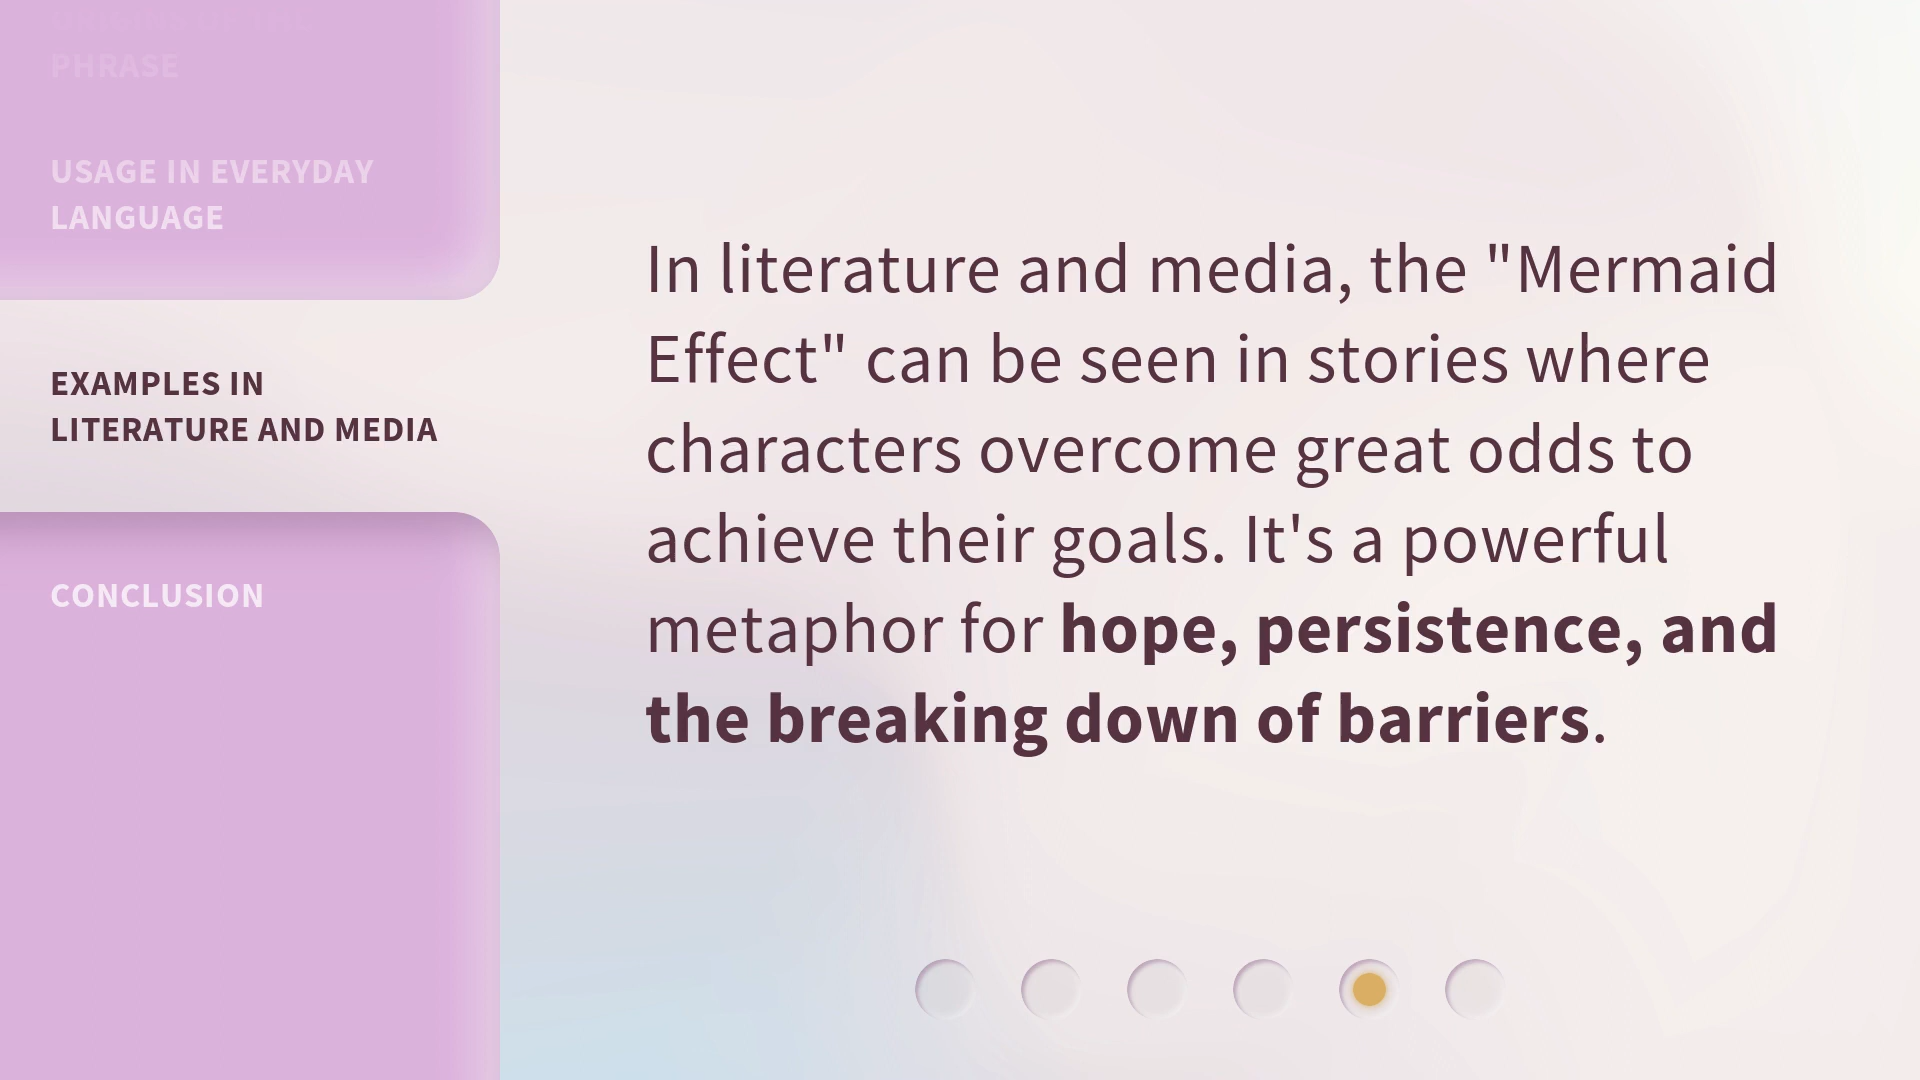 PHRASE
USAGE IN EVERYDAY
LANGUAGE
EXAMPLES IN
LITERATURE AND MEDIA
CONCLUSION
In literature and media, the "Mermaid
Effect" can be seen in stories where
characters overcome great odds to
achieve their goals. It's a powerful
metaphor for hope, persistence, and
the breaking down of barriers.